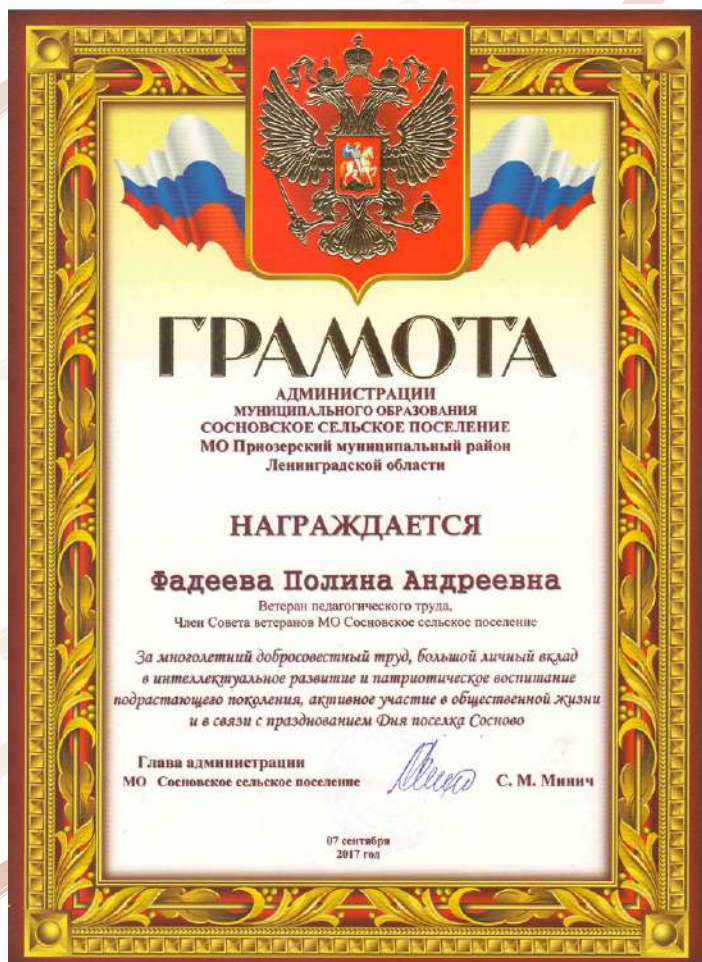 ГРАМОТА
АДМИНИСТРАЦИИ
МУНИЦИПАЛЬНОГО ОБРАЗОВАНИЯ
СОСНОВСКОЕ СЕЛЬСКОЕ ПОСЕЛЕНИЕ
МО Приозерский муниципальный район
Ленинградской области
НАГРАЖДАЕТСЯ
Фадеева Полина Андреевна
Ветеран педагогического труда,
Член Совета ветеранов МО Сосновское сельское поселение
За многолетний добросовестный труд, большой личный вклад
в интеллектуальное развитие и патриотическое воспитание
подрастающего поколения, активное участие в общественной жизни
и в связи с празднованием Дня поселка Сосново
Глава администрации
МО Сосновское сельское поселение С. М. Минич
07 сентября
2017 год